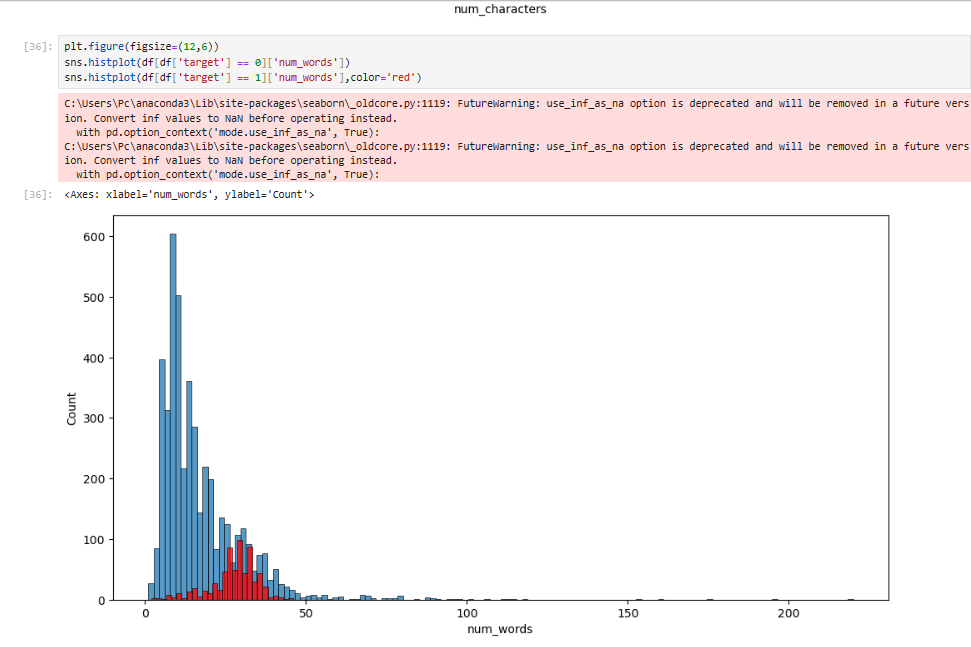 num_characters
[36]: plt.figure(figsize=(12,6))
sns.histplot(df[df['target'] == 0]['num_words'])
sns.histplot(df[df['target'] == 1]['num_words'],color='red')
C:\Users\Pc\anaconda3\Lib\site-packages\seaborn\_oldcore.py:1119: FutureWarning: use_inf_as_na option is deprecated and will be removed in a future vers
ion. Convert inf values to NaN before operating instead.
  with pd.option_context('mode.use_inf_as_na', True):
C:\Users\Pc\anaconda3\Lib\site-packages\seaborn\_oldcore.py:1119: FutureWarning: use_inf_as_na option is deprecated and will be removed in a future vers
ion. Convert inf values to NaN before operating instead.
  with pd.option_context('mode.use_inf_as_na', True):
[36]: <Axes: xlabel='num_words', ylabel='Count'>
600
500
400
300
200
100
0
Count
0 50 100 150 200
num_words